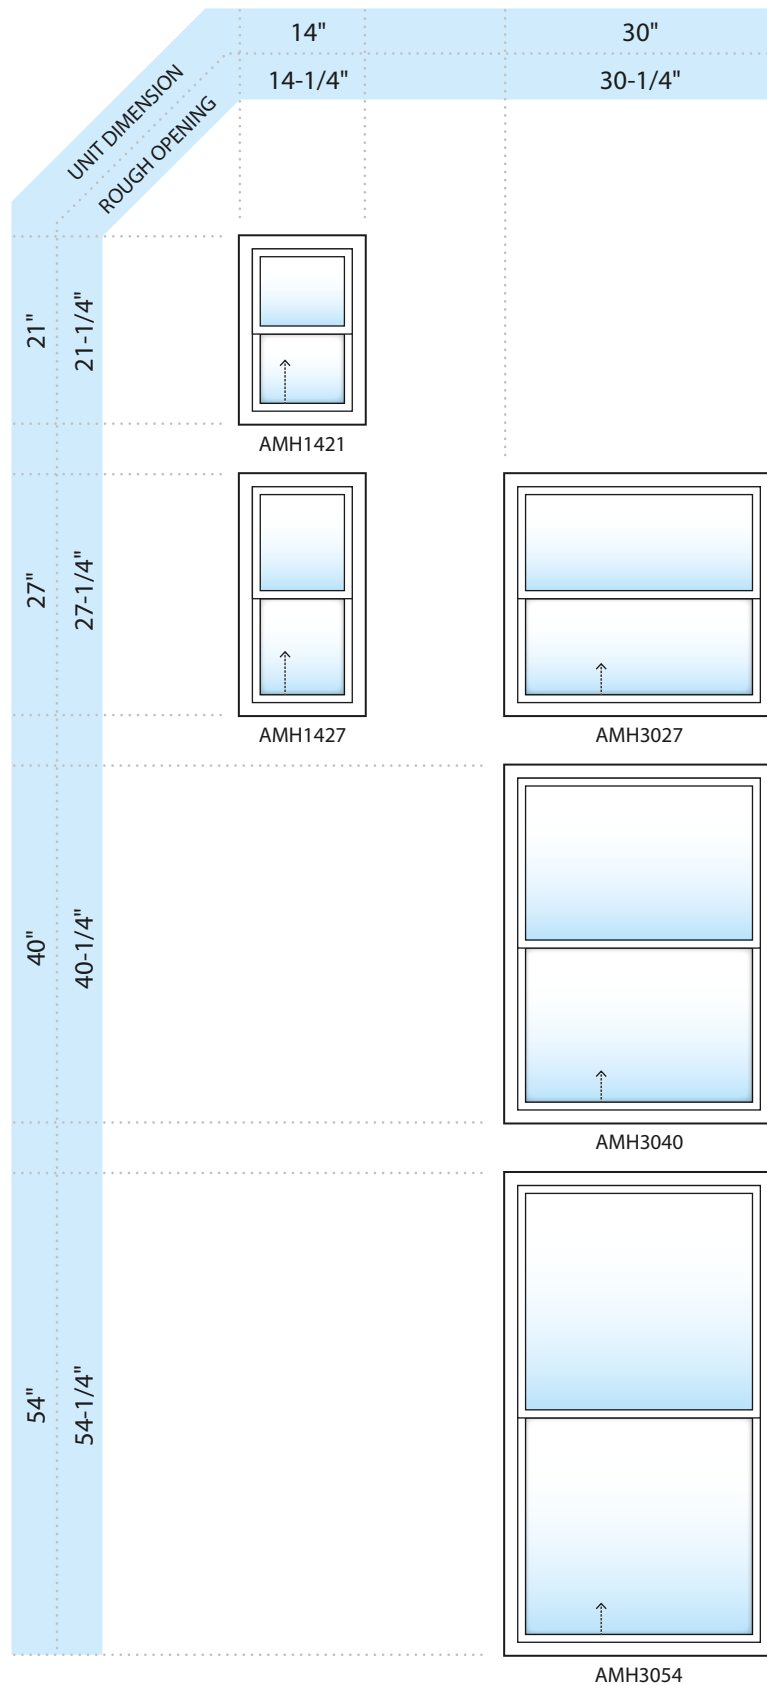 14" 30"
14-1/4" 30-1/4"
UNIT DIMENSION
ROUGH OPENING
21" 21-1/4"
AMH1421
27" 27-1/4"
AMH1427 AMH3027
40" 40-1/4"
AMH3040
54" 54-1/4"
AMH3054